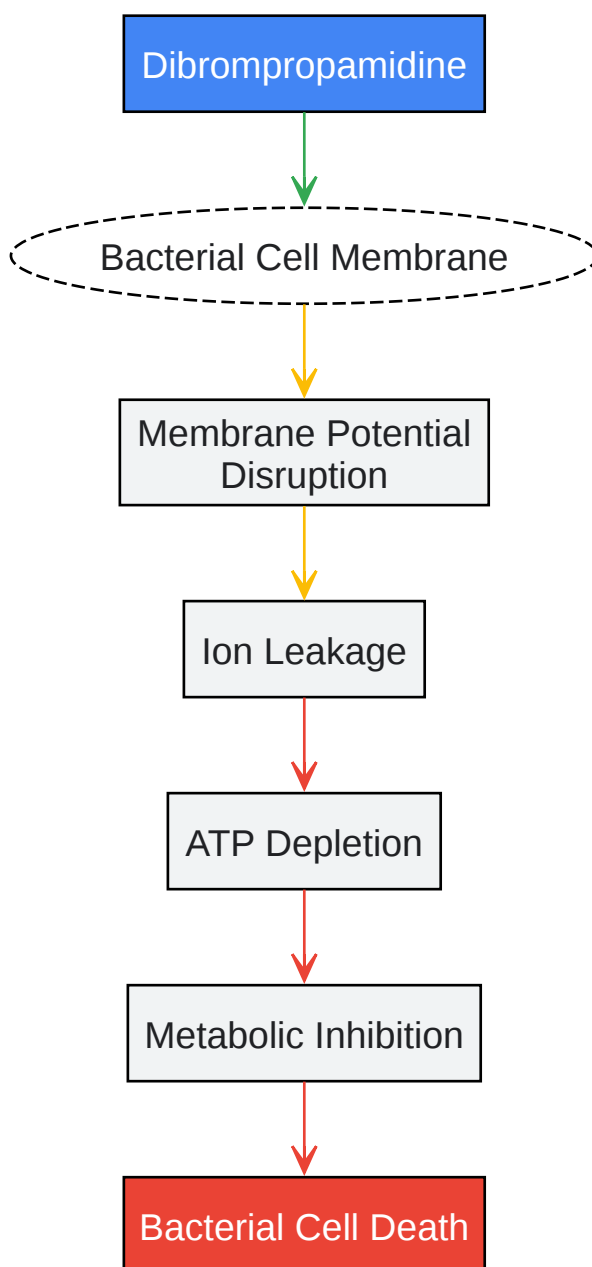 Dibrompropamidine
Bacterial Cell Membrane
Membrane Potential
Disruption
Ion Leakage
ATP Depletion
Metabolic Inhibition
Bacterial Cell Death